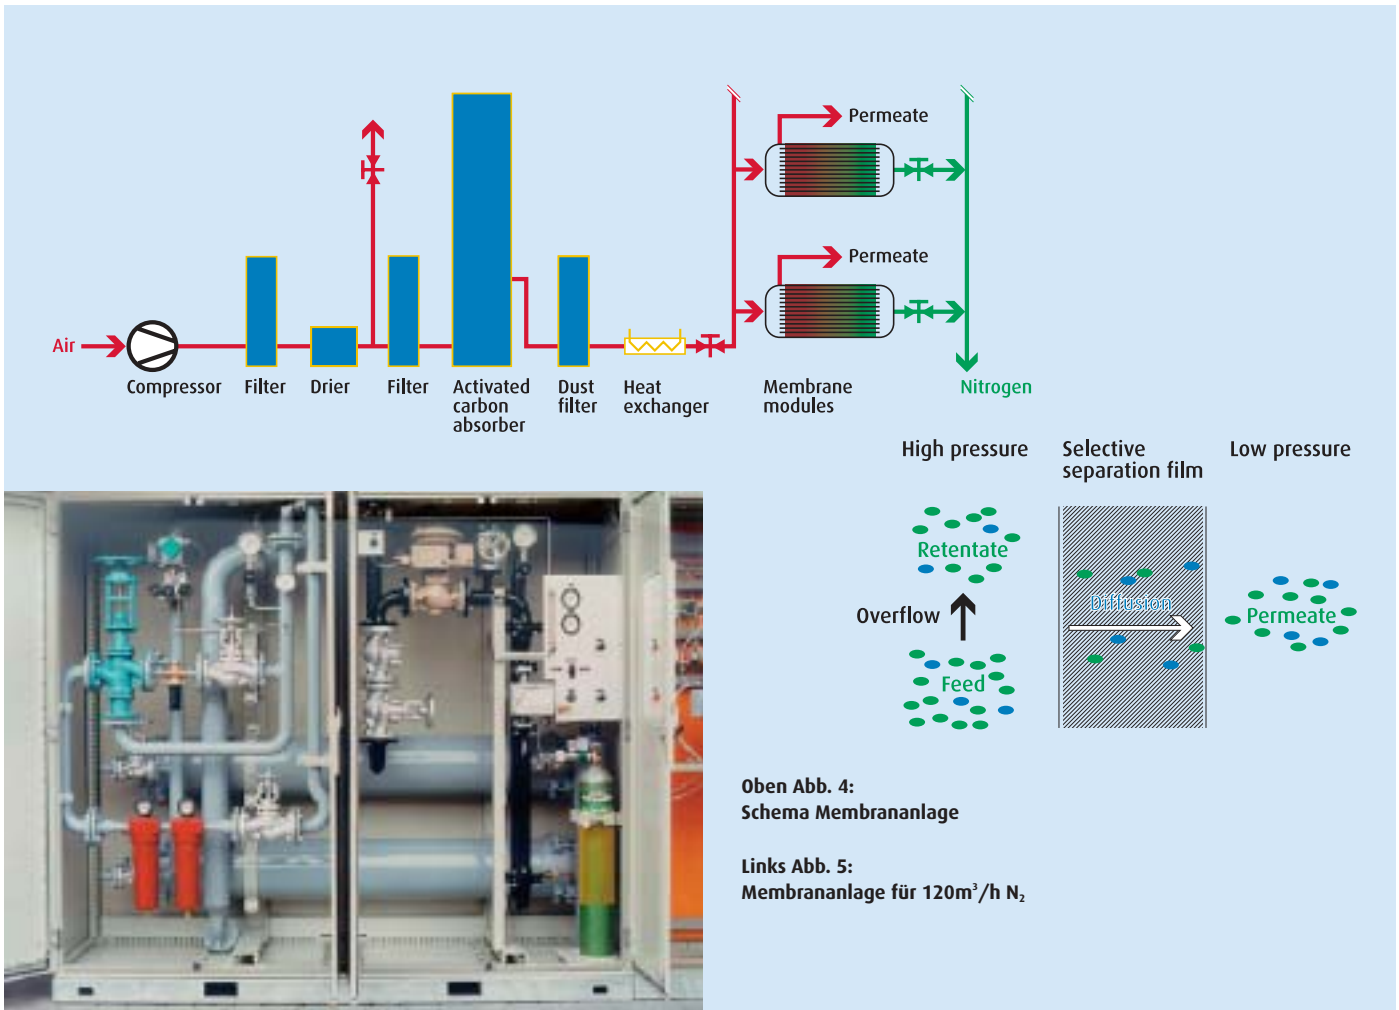 Permeate
Permeate
Air
Compressor
Filter
Drier
Filter
Activated
carbon
absorber
Dust
filter
Heat
exchanger
Membrane
modules
Nitrogen
High pressure
Selective
separation film
Low pressure
Retentate
Overflow
Feed
Diffusion
Permeate
Oben Abb. 4:
Schema Membrananlage
Links Abb. 5:
Membrananlage für 120m³/h N₂